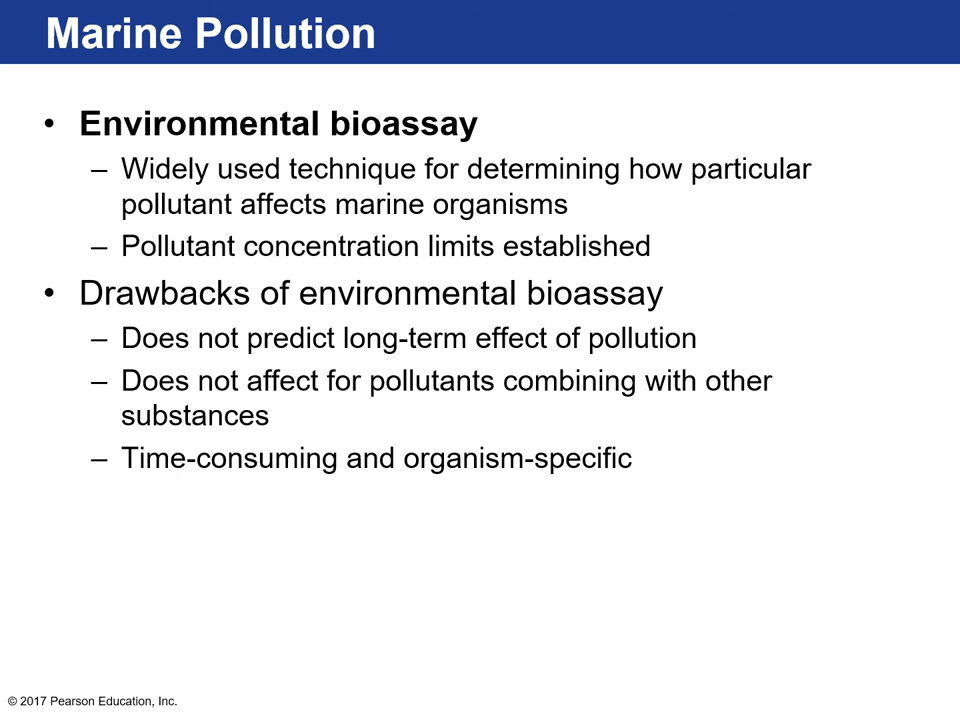 Marine Pollution
• Environmental bioassay
– Widely used technique for determining how particular
pollutant affects marine organisms
– Pollutant concentration limits established
• Drawbacks of environmental bioassay
– Does not predict long-term effect of pollution
– Does not affect for pollutants combining with other
substances
– Time-consuming and organism-specific
© 2017 Pearson Education, Inc.